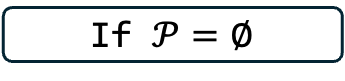 If 𝒫 = ∅